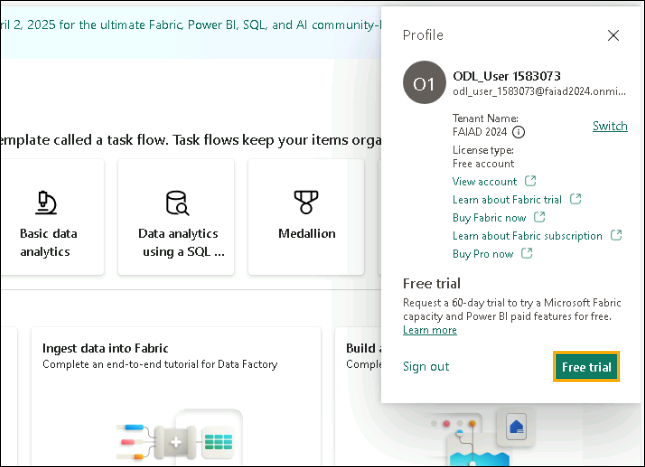 ril 2, 2025 for the ultimate Fabric, Power BI, SQL, and AI community-l
emplate called a task flow. Task flows keep your items orga
Basic data
analytics
Data analytics
using a SQL ...
Medallion
Ingest data into Fabric
Complete an end-to-end tutorial for Data Factory
Build a
Comple
Profile
O1
ODL_User 1583073
odl_user_1583073@faiad2024.onmi...
Tenant Name:
FAIAD 2024
Switch
License type:
Free account
View account
Learn about Fabric trial
Buy Fabric now
Learn about Fabric subscription
Buy Pro now
Free trial
Request a 60-day trial to try a Microsoft Fabric
capacity and Power BI paid features for free.
Learn more
Sign out
Free trial